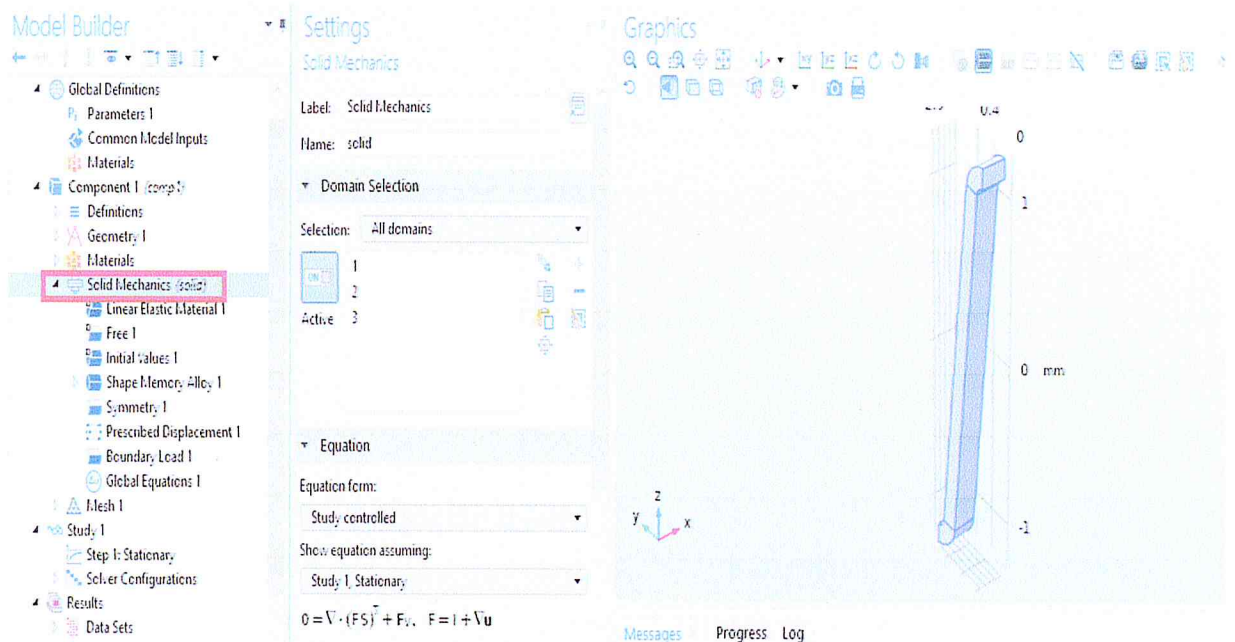 Model Builder
Global Definitions
Parameters 1
Common Model Inputs
Materials
Component 1 (comp1)
Definitions
Geometry 1
Materials
Solid Mechanics (solid)
Linear Elastic Material 1
Free 1
Initial Values 1
Shape Memory Alloy 1
Symmetry 1
Prescribed Displacement 1
Boundary Load 1
Global Equations 1
Mesh 1
Study 1
Step 1: Stationary
Solver Configurations
Results
Data Sets
Settings
Solid Mechanics
Label: Solid Mechanics
Name: solid
Domain Selection
Selection: All domains
1
2
Active 3
Equation
Equation form:
Study controlled
Show equation assuming:
Study 1, Stationary
0 = ∇ · (FS)ᵀ + Fᵥ, F = I + ∇u
Graphics
0.4
0
1
0 mm
-1
z
y x
Messages Progress Log